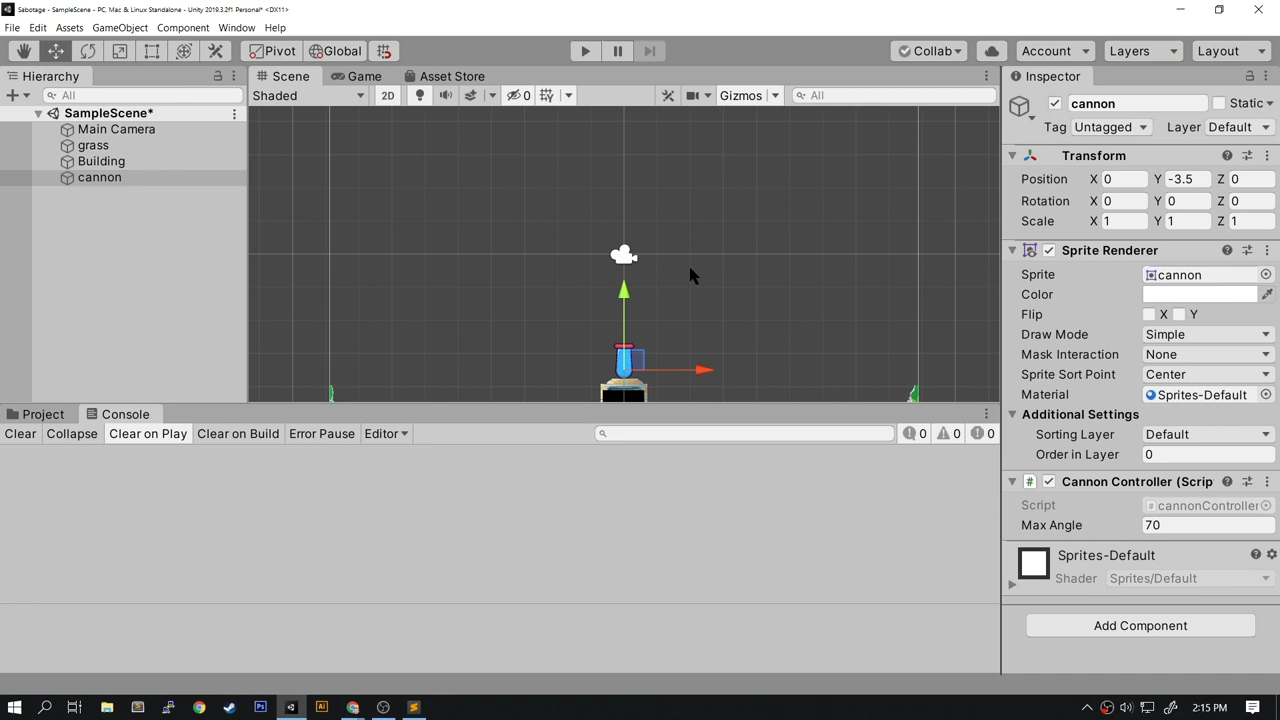 Sabotage - SampleScene - PC, Mac & Linux Standalone - Unity 2019.3.2f1 Personal* <DX11>
File Edit Assets GameObject Component Window Help
Pivot Global Collab Account Layers Layout
Hierarchy Scene Game Asset Store Inspector
All Shaded 2D 0 Gizmos All
cannon Static
SampleScene*
Main Camera
grass
Building
cannon
Tag Untagged Layer Default
Transform
Position X 0 Y -3.5 Z 0
Rotation X 0 Y 0 Z 0
Scale X 1 Y 1 Z 1
Sprite Renderer
Sprite cannon
Color
Flip X Y
Draw Mode Simple
Mask Interaction None
Sprite Sort Point Center
Material Sprites-Default
Additional Settings
Sorting Layer Default
Order in Layer 0
Project Console
Clear Collapse Clear on Play Clear on Build Error Pause Editor 0 0 0
Cannon Controller (Scrip
Script cannonController
Max Angle 70
Sprites-Default
Shader Sprites/Default
Add Component
2:15 PM